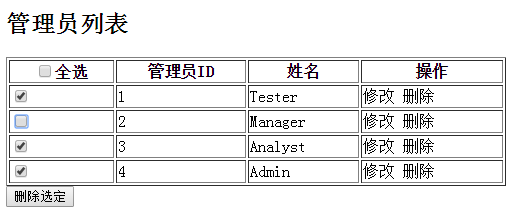 管理员列表
全选 管理员ID 姓名 操作
1 Tester 修改 删除
2 Manager 修改 删除
3 Analyst 修改 删除
4 Admin 修改 删除
删除选定